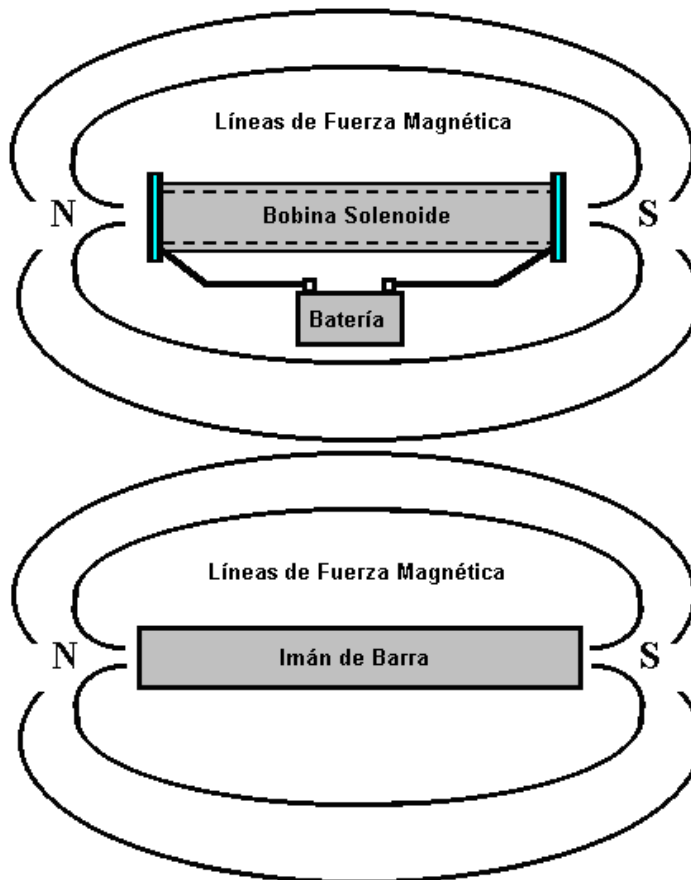 Líneas de Fuerza Magnética
N
Bobina Solenoide
S
Batería
Líneas de Fuerza Magnética
N
Imán de Barra
S